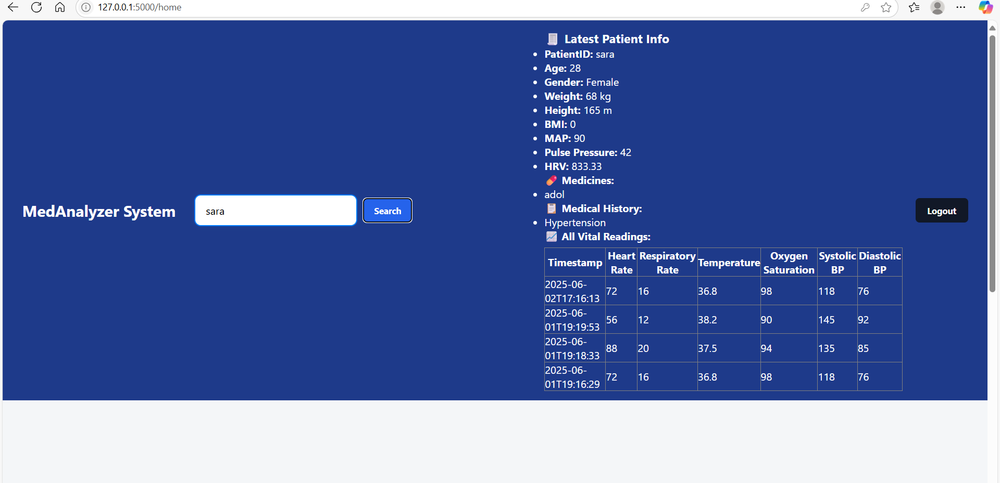 127.0.0.1:5000/home
Latest Patient Info
PatientID: sara
Age: 28
Gender: Female
Weight: 68 kg
Height: 165 m
BMI: 0
MAP: 90
Pulse Pressure: 42
HRV: 833.33
Medicines:
adol
Medical History:
Hypertension
All Vital Readings:
MedAnalyzer System
sara
Search
Logout
Timestamp Heart Rate Respiratory Rate Temperature Oxygen Saturation Systolic BP Diastolic BP
2025-06-02T17:16:13 72 16 36.8 98 118 76
2025-06-01T19:19:53 56 12 38.2 90 145 92
2025-06-01T19:18:33 88 20 37.5 94 135 85
2025-06-01T19:16:29 72 16 36.8 98 118 76